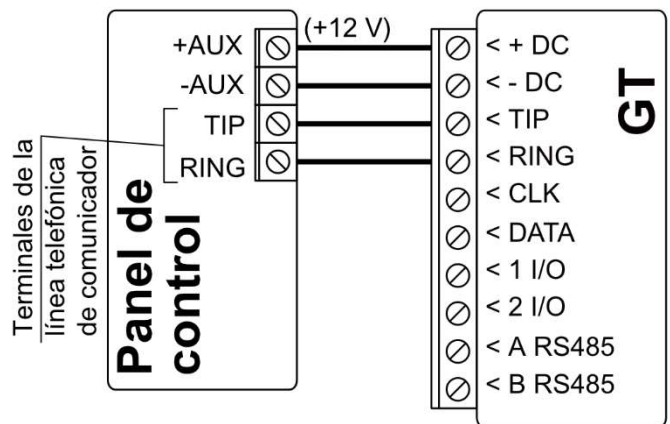 +AUX
-AUX
TIP
RING
(+12 V)
Terminales de la
línea telefónica
de comunicador
Panel de
control
< + DC
< - DC
< TIP
< RING
< CLK
< DATA
< 1 I/O
< 2 I/O
< A RS485
< B RS485
GT